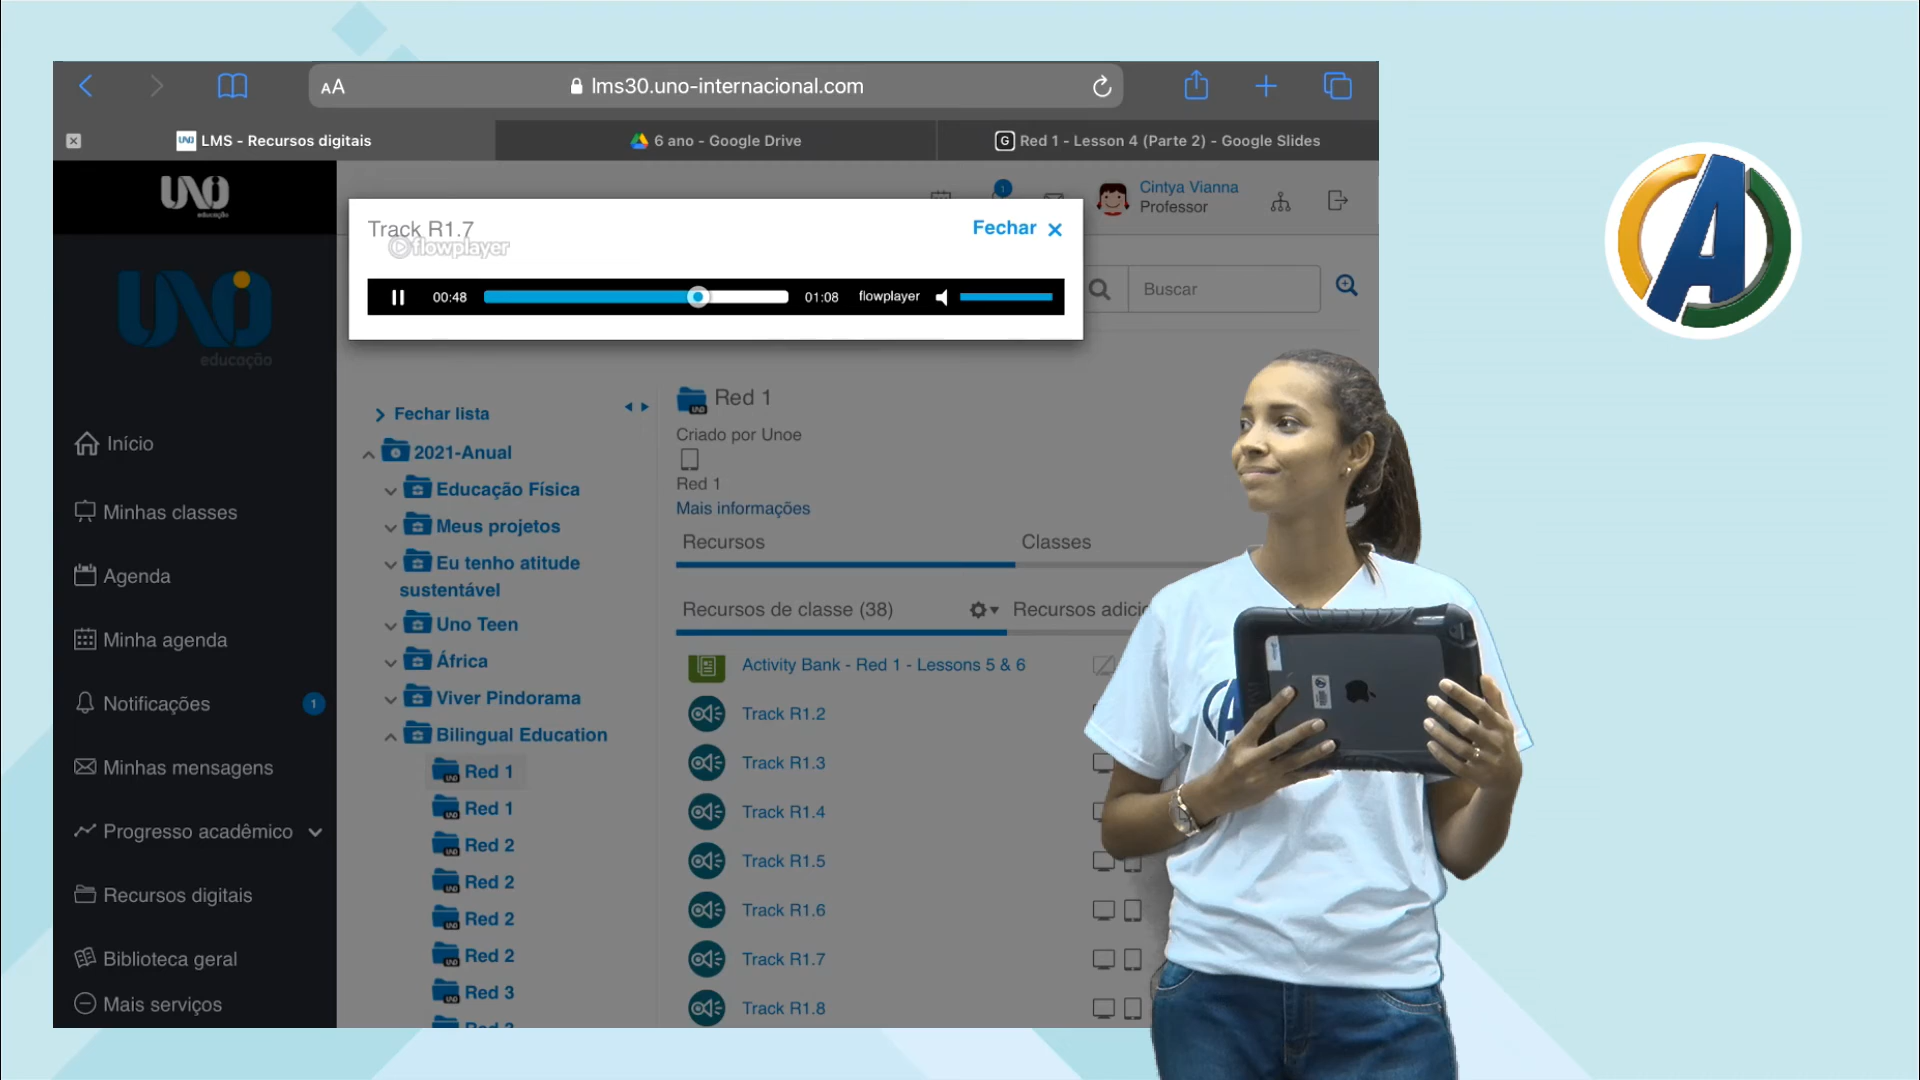 AA
lms30.uno-internacional.com
LMS - Recursos digitais
6 ano - Google Drive
Red 1 - Lesson 4 (Parte 2) - Google Slides
UNO
educação
1
Cintya Vianna
Professor
Track R1.7
flowplayer
Fechar
00:48
01:08
flowplayer
Buscar
UNO
educação
Início
Minhas classes
Agenda
Minha agenda
Notificações
1
Minhas mensagens
Progresso acadêmico
Recursos digitais
Biblioteca geral
Mais serviços
Fechar lista
2021-Anual
Educação Física
Meus projetos
Eu tenho atitude
sustentável
Uno Teen
África
Viver Pindorama
Bilingual Education
Red 1
Red 1
Red 2
Red 2
Red 2
Red 2
Red 3
Red 1
Criado por Unoe
Red 1
Mais informações
Recursos
Classes
Recursos de classe (38)
Recursos adici
Activity Bank - Red 1 - Lessons 5 & 6
Track R1.2
Track R1.3
Track R1.4
Track R1.5
Track R1.6
Track R1.7
Track R1.8
A